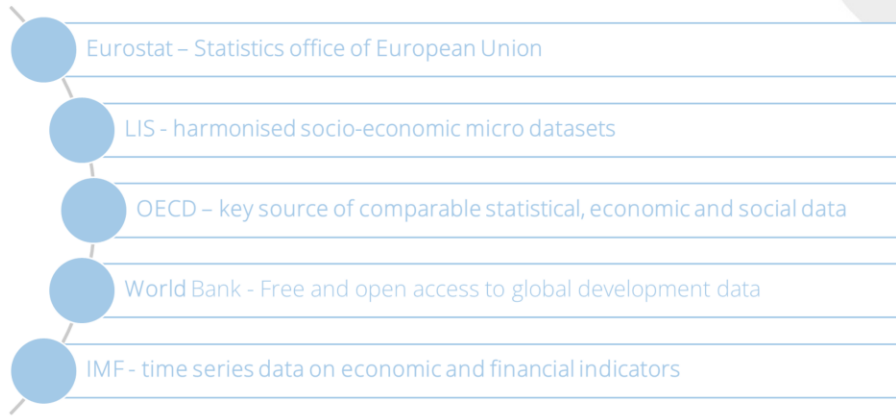 Eurostat – Statistics office of European Union
LIS - harmonised socio-economic micro datasets
OECD – key source of comparable statistical, economic and social data
World Bank - Free and open access to global development data
IMF - time series data on economic and financial indicators